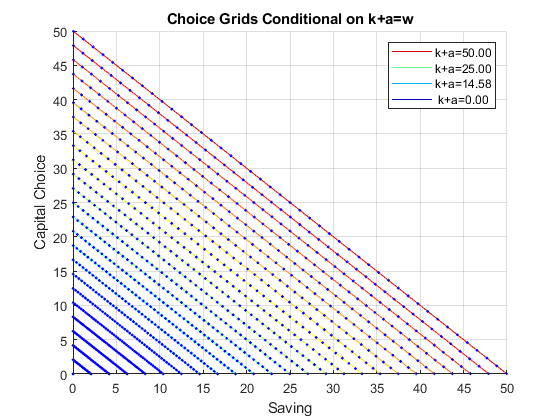 Choice Grids Conditional on k+a=w
50
45
40
35
30
25
20
15
10
5
0
Capital Choice
k+a=50.00
k+a=25.00
k+a=14.58
k+a=0.00
0 5 10 15 20 25 30 35 40 45 50
Saving